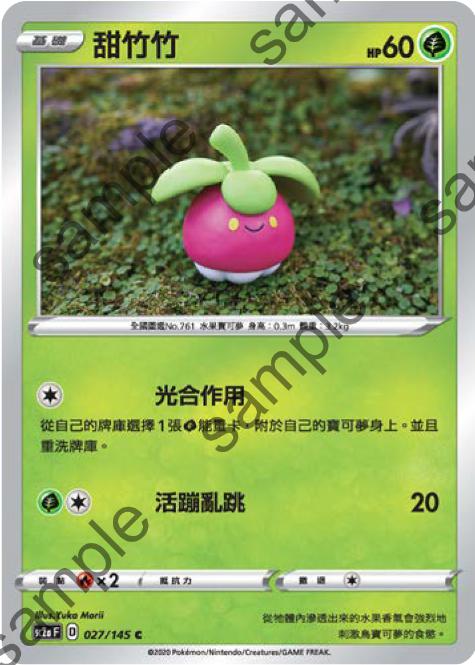 基礎 甜竹竹 HP60
全國圖鑑No.761 水果寶可夢 身高：0.3m 體重：3.2kg
光合作用
從自己的牌庫選擇1張能量卡，附於自己的寶可夢身上。並且
重洗牌庫。
活蹦亂跳 20
弱點 ×2 抵抗力 撤退
Illus. Yuka Morii
sc2a F D 027/145 C
從牠體內滲透出來的水果香氣會強烈地
刺激鳥寶可夢的食慾。
©2020 Pokémon/Nintendo/Creatures/GAME FREAK.
sample
sample
sample
sample
sample
sample
sample